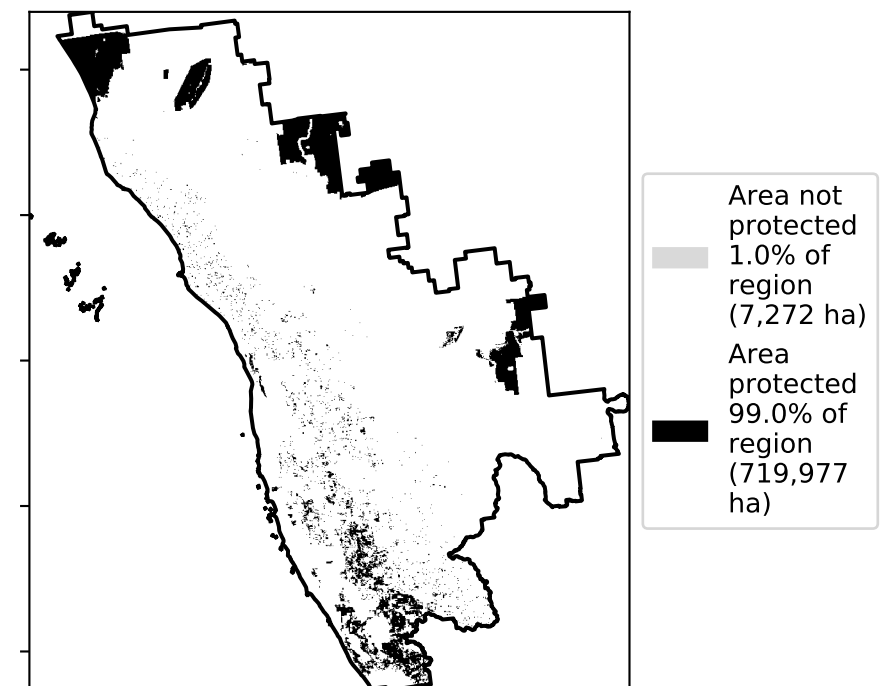 Area not
protected
1.0% of
region
(7,272 ha)
Area
protected
99.0% of
region
(719,977
ha)